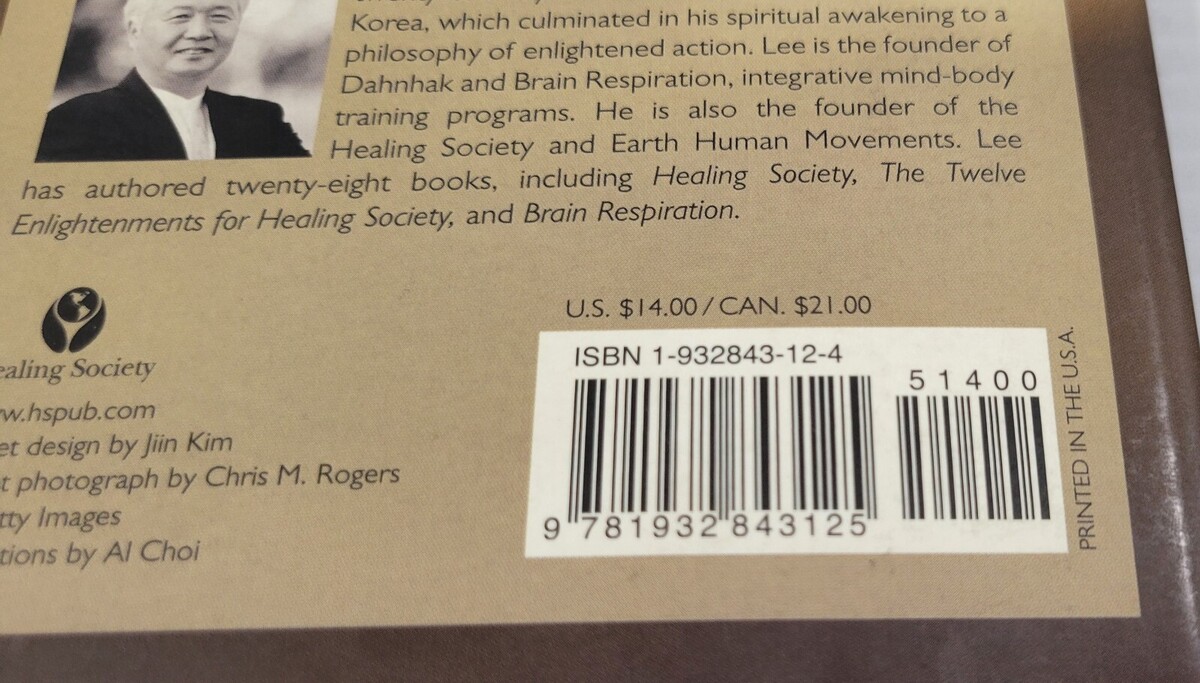 Korea, which culminated in his spiritual awakening to a
philosophy of enlightened action. Lee is the founder of
Dahnhak and Brain Respiration, integrative mind-body
training programs. He is also the founder of the
Healing Society and Earth Human Movements. Lee
has authored twenty-eight books, including Healing Society, The Twelve
Enlightenments for Healing Society, and Brain Respiration.
ealing Society
w.hspub.com
et design by Jiin Kim
t photograph by Chris M. Rogers
tty Images
tions by Al Choi
U.S. $14.00 / CAN. $21.00
ISBN 1-932843-12-4
51400
9 781932 843125
PRINTED IN THE U.S.A.